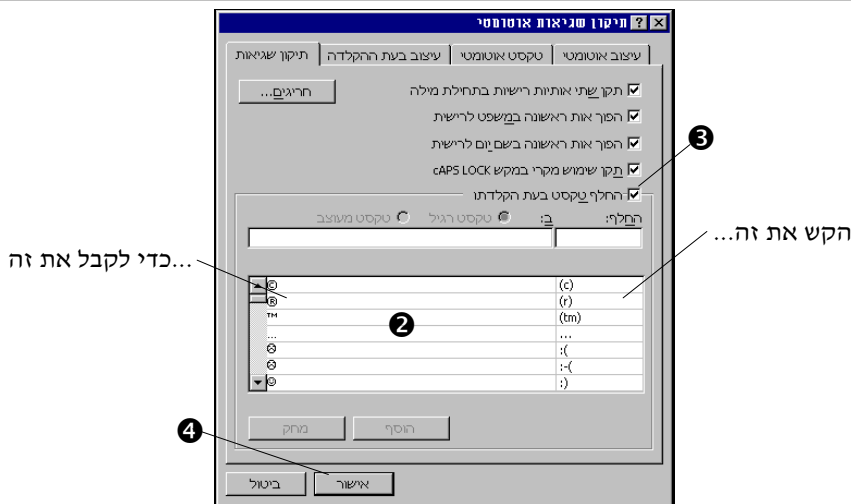 תיקון שגיאות אוטומטי
תיקון שגיאות עיצוב בעת ההקלדה טקסט אוטומטי עיצוב אוטומטי
תקן שתי אותיות רישיות בתחילת מילה
חריגים...
הפוך אות ראשונה במשפט לרישית
הפוך אות ראשונה בשם יום לרישית
❸
תקן שימוש מקרי במקש cAPS LOCK
החלף טקסט בעת הקלדתו
החלף: ב: טקסט רגיל טקסט מעוצב
הקש את זה...
...כדי לקבל את זה
(c) ©
(r) ®
(tm) ™
... ...
:( ☹
:-( ☹
:) ☺
❷
הוסף מחק
❹
אישור ביטול